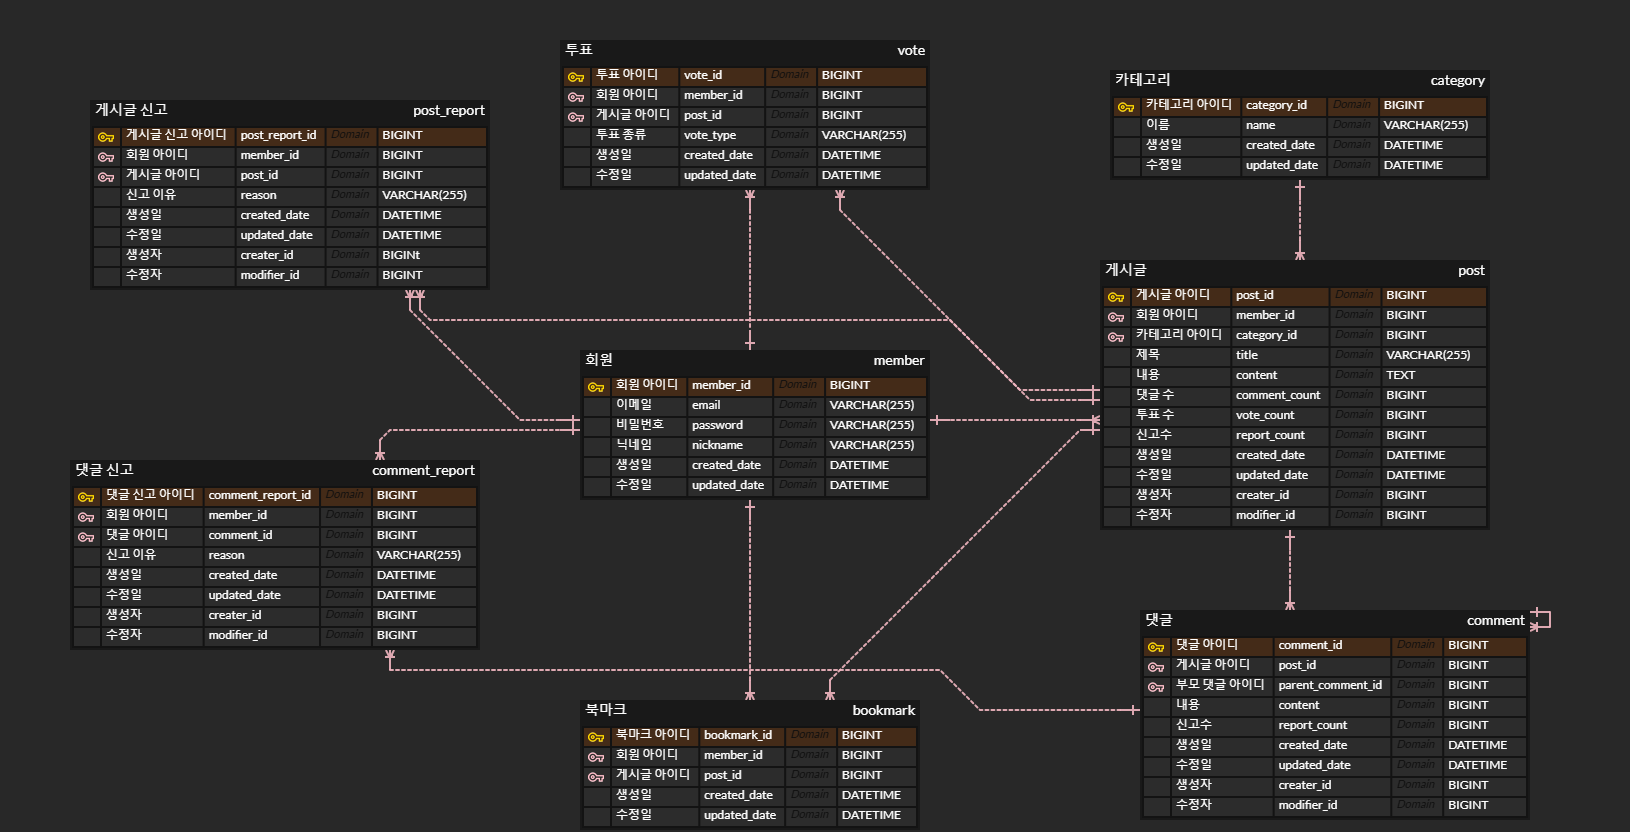 투표 vote
투표 아이디 vote_id Domain BIGINT
회원 아이디 member_id Domain BIGINT
게시글 아이디 post_id Domain BIGINT
투표 종류 vote_type Domain VARCHAR(255)
생성일 created_date Domain DATETIME
수정일 updated_date Domain DATETIME
카테고리 category
카테고리 아이디 category_id Domain BIGINT
이름 name Domain VARCHAR(255)
생성일 created_date Domain DATETIME
수정일 updated_date Domain DATETIME
게시글 신고 post_report
게시글 신고 아이디 post_report_id Domain BIGINT
회원 아이디 member_id Domain BIGINT
게시글 아이디 post_id Domain BIGINT
신고 이유 reason Domain VARCHAR(255)
생성일 created_date Domain DATETIME
수정일 updated_date Domain DATETIME
생성자 creater_id Domain BIGINt
수정자 modifier_id Domain BIGINT
게시글 post
게시글 아이디 post_id Domain BIGINT
회원 아이디 member_id Domain BIGINT
카테고리 아이디 category_id Domain BIGINT
제목 title Domain VARCHAR(255)
내용 content Domain TEXT
댓글 수 comment_count Domain BIGINT
투표 수 vote_count Domain BIGINT
신고수 report_count Domain BIGINT
생성일 created_date Domain DATETIME
수정일 updated_date Domain DATETIME
생성자 creater_id Domain BIGINT
수정자 modifier_id Domain BIGINT
회원 member
회원 아이디 member_id Domain BIGINT
이메일 email Domain VARCHAR(255)
비밀번호 password Domain VARCHAR(255)
닉네임 nickname Domain VARCHAR(255)
생성일 created_date Domain DATETIME
수정일 updated_date Domain DATETIME
댓글 신고 comment_report
댓글 신고 아이디 comment_report_id Domain BIGINT
회원 아이디 member_id Domain BIGINT
댓글 아이디 comment_id Domain BIGINT
신고 이유 reason Domain VARCHAR(255)
생성일 created_date Domain DATETIME
수정일 updated_date Domain DATETIME
생성자 creater_id Domain BIGINT
수정자 modifier_id Domain BIGINT
댓글 comment
댓글 아이디 comment_id Domain BIGINT
게시글 아이디 post_id Domain BIGINT
부모 댓글 아이디 parent_comment_id Domain BIGINT
내용 content Domain BIGINT
신고수 report_count Domain BIGINT
생성일 created_date Domain DATETIME
수정일 updated_date Domain DATETIME
생성자 creater_id Domain BIGINT
수정자 modifier_id Domain BIGINT
북마크 bookmark
북마크 아이디 bookmark_id Domain BIGINT
회원 아이디 member_id Domain BIGINT
게시글 아이디 post_id Domain BIGINT
생성일 created_date Domain DATETIME
수정일 updated_date Domain DATETIME